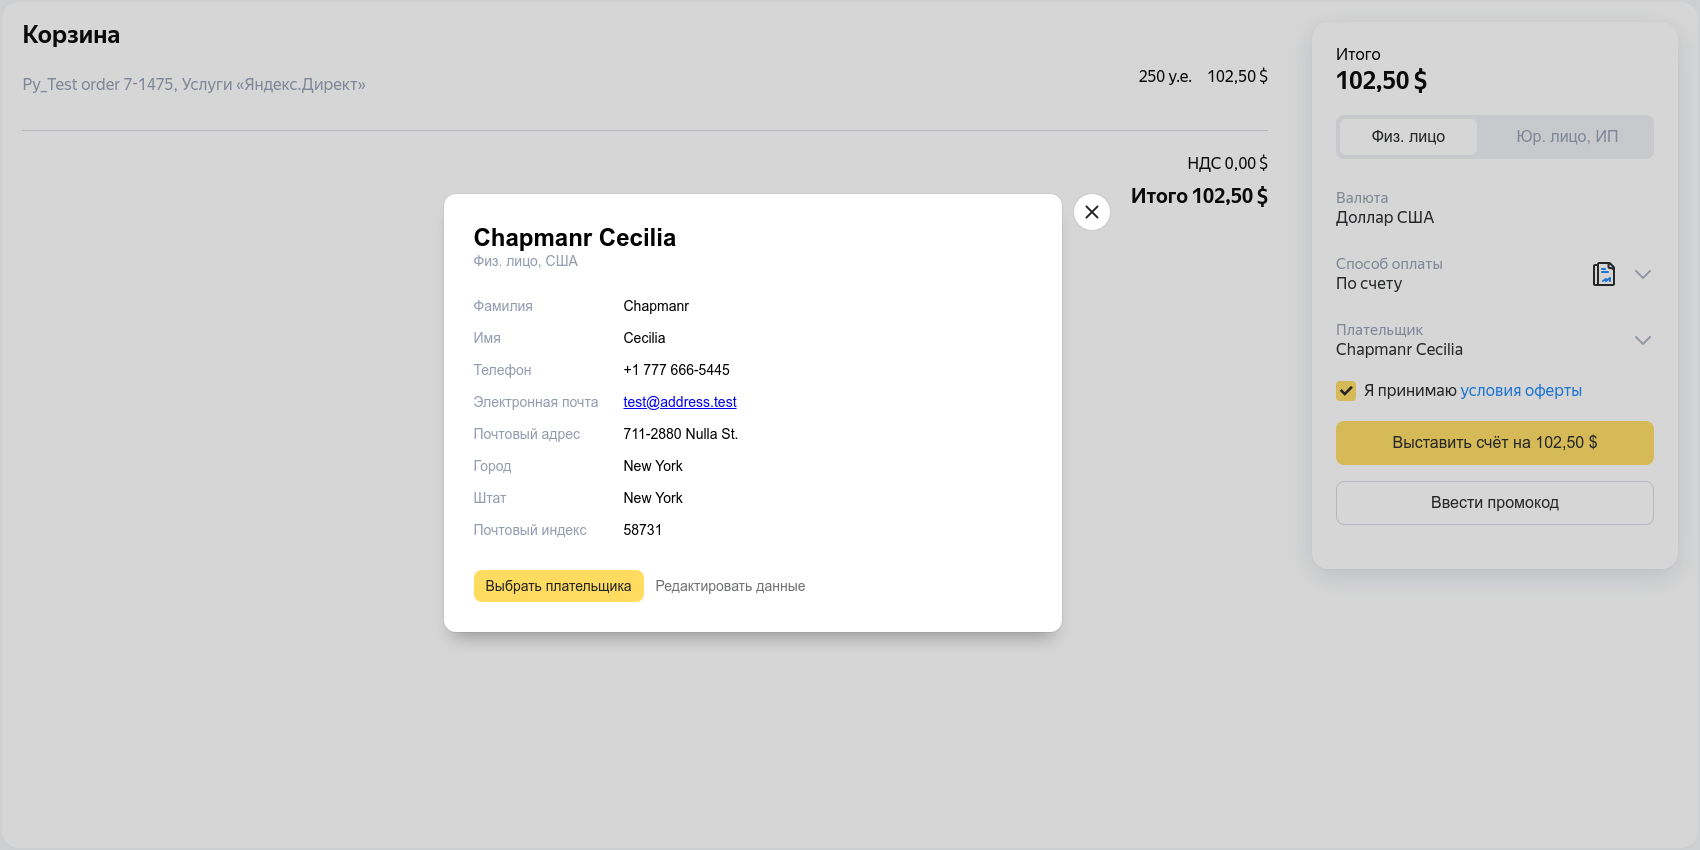 Корзина
Py_Test order 7-1475, Услуги «Яндекс.Директ»
250 у.е. 102,50 $
НДС 0,00 $
Итого 102,50 $
Chapmanr Cecilia
Физ. лицо, США
Фамилия Chapmanr
Имя Cecilia
Телефон +1 777 666-5445
Электронная почта test@address.test
Почтовый адрес 711-2880 Nulla St.
Город New York
Штат New York
Почтовый индекс 58731
Выбрать плательщика Редактировать данные
Итого
102,50 $
Физ. лицо Юр. лицо, ИП
Валюта
Доллар США
Способ оплаты
По счету
Плательщик
Chapmanr Cecilia
Я принимаю условия оферты
Выставить счёт на 102,50 $
Ввести промокод